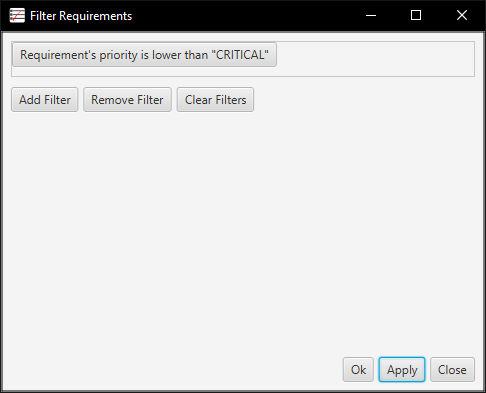 Filter Requirements
Requirement's priority is lower than "CRITICAL"
Add Filter Remove Filter Clear Filters
Ok Apply Close